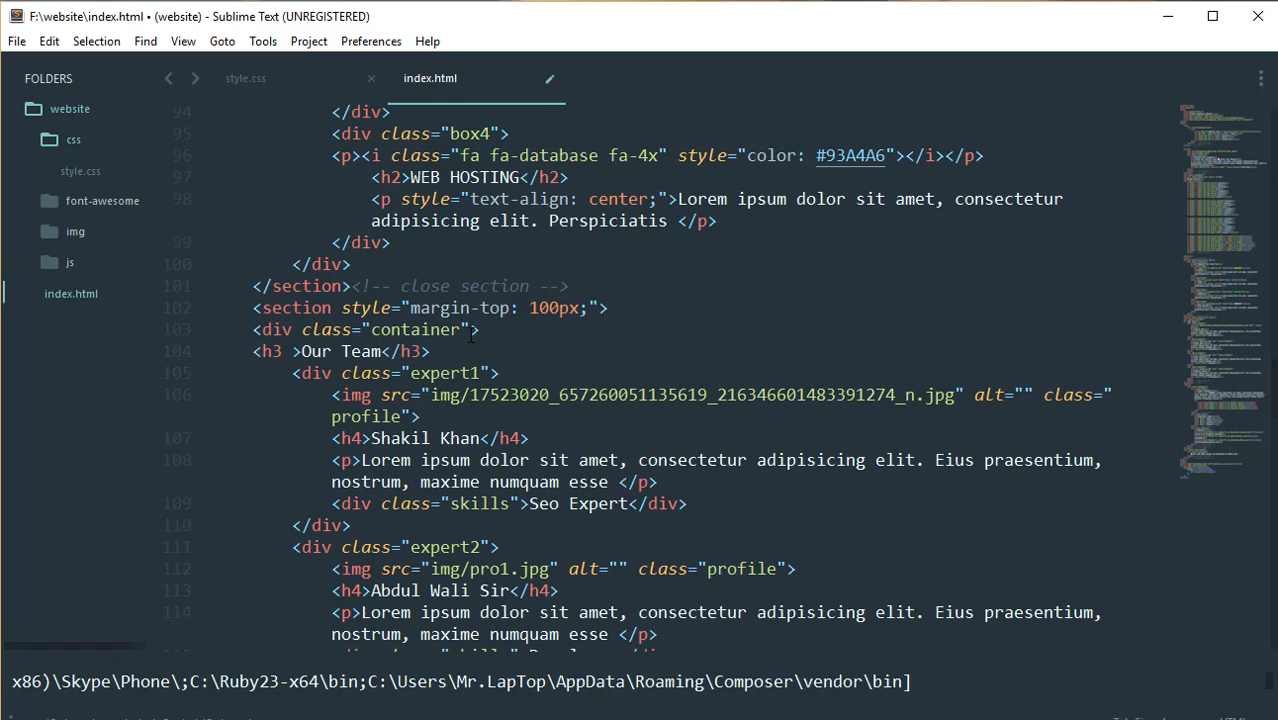 F:\website\index.html • (website) - Sublime Text (UNREGISTERED)
File Edit Selection Find View Goto Tools Project Preferences Help
FOLDERS
website
css
style.css
font-awesome
img
js
index.html
style.css
index.html
94 </div>
95 <div class="box4">
96 <p><i class="fa fa-database fa-4x" style="color: #93A4A6"></i></p>
97 <h2>WEB HOSTING</h2>
98 <p style="text-align: center;">Lorem ipsum dolor sit amet, consectetur
adipisicing elit. Perspiciatis </p>
99 </div>
100 </div>
101 </section><!-- close section -->
102 <section style="margin-top: 100px;">
103 <div class="container">
104 <h3 >Our Team</h3>
105 <div class="expert1">
106 <img src="img/17523020_657260051135619_216346601483391274_n.jpg" alt="" class="
profile">
107 <h4>Shakil Khan</h4>
108 <p>Lorem ipsum dolor sit amet, consectetur adipisicing elit. Eius praesentium,
nostrum, maxime numquam esse </p>
109 <div class="skills">Seo Expert</div>
110 </div>
111 <div class="expert2">
112 <img src="img/pro1.jpg" alt="" class="profile">
113 <h4>Abdul Wali Sir</h4>
114 <p>Lorem ipsum dolor sit amet, consectetur adipisicing elit. Eius praesentium,
nostrum, maxime numquam esse </p>
x86)\Skype\Phone\;C:\Ruby23-x64\bin;C:\Users\Mr.LapTop\AppData\Roaming\Composer\vendor\bin]